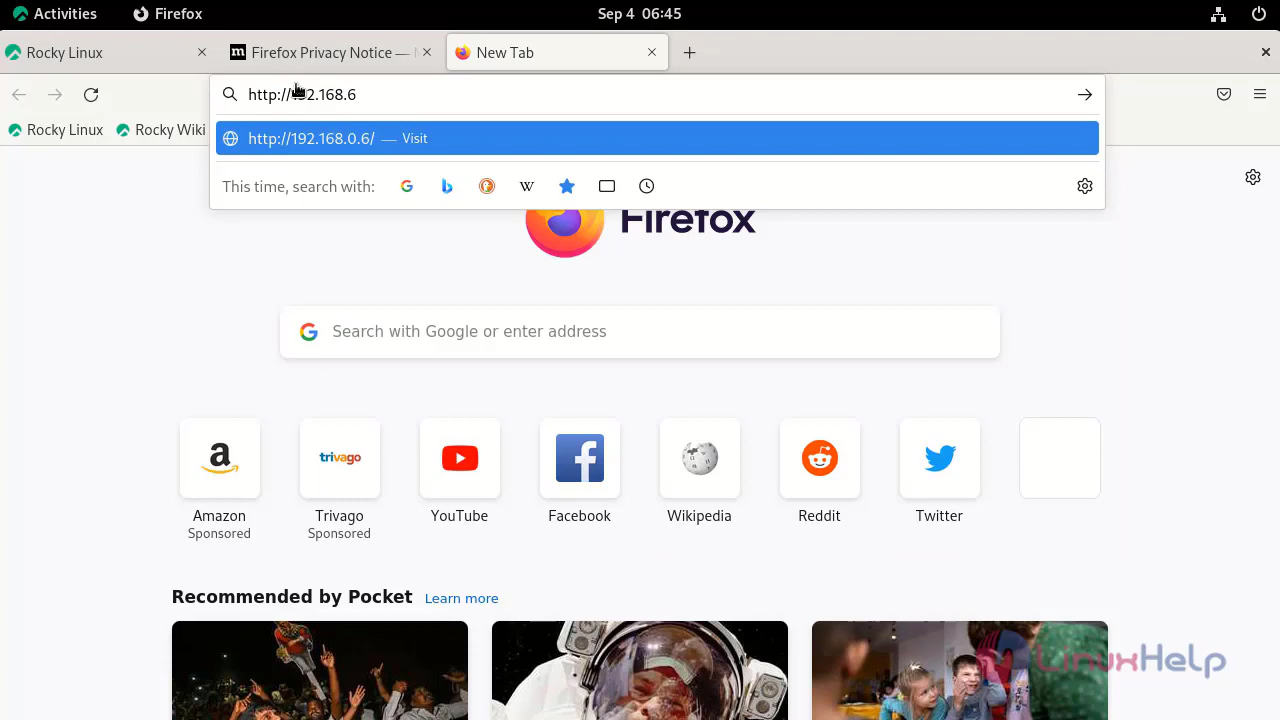 Activities Firefox Sep 4 06:45
Rocky Linux Firefox Privacy Notice — New Tab
http:// 2.168.6
http://192.168.0.6/ — Visit
Rocky Linux Rocky Wiki
This time, search with:
Firefox
Search with Google or enter address
a trivago
Amazon Trivago YouTube Facebook Wikipedia Reddit Twitter
Sponsored Sponsored
Recommended by Pocket Learn more
LinuxHelp